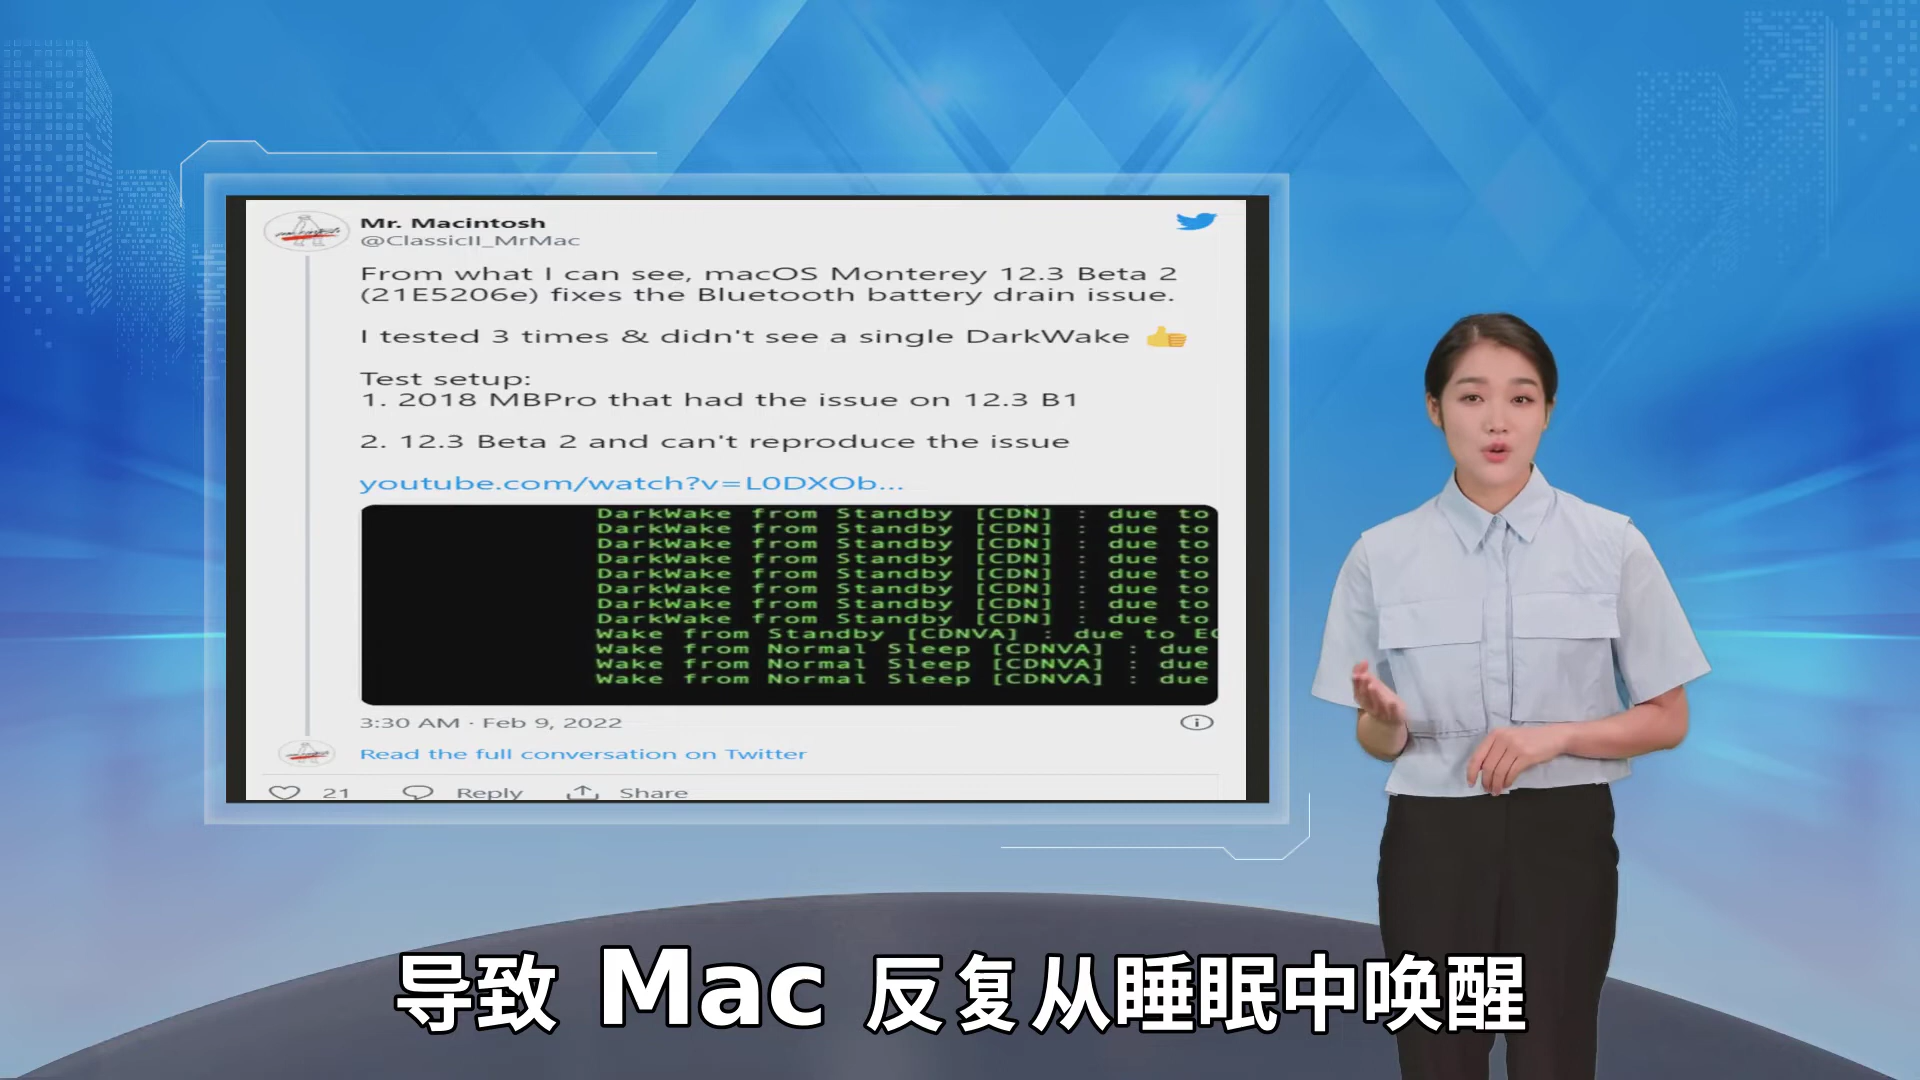 Mr. Macintosh
@ClassicII_MrMac
From what I can see, macOS Monterey 12.3 Beta 2
(21E5206e) fixes the Bluetooth battery drain issue.
I tested 3 times & didn't see a single DarkWake 👍
Test setup:
1. 2018 MBPro that had the issue on 12.3 B1
2. 12.3 Beta 2 and can't reproduce the issue
youtube.com/watch?v=L0DXOb...
DarkWake from Standby [CDN] : due to
DarkWake from Standby [CDN] : due to
DarkWake from Standby [CDN] : due to
DarkWake from Standby [CDN] : due to
DarkWake from Standby [CDN] : due to
DarkWake from Standby [CDN] : due to
DarkWake from Standby [CDN] : due to
DarkWake from Standby [CDN] : due to
Wake from Standby [CDNVA] : due to EC
Wake from Normal Sleep [CDNVA] : due
Wake from Normal Sleep [CDNVA] : due
Wake from Normal Sleep [CDNVA] : due
3:30 AM · Feb 9, 2022
Read the full conversation on Twitter
21 Reply Share
导致 Mac 反复从睡眠中唤醒